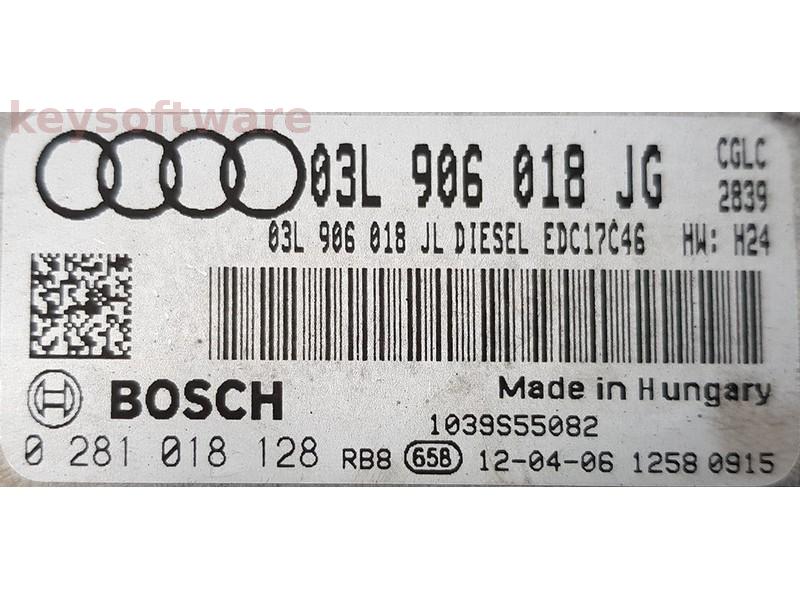 keysoftware
03L 906 018 JG CGLC
2839
03L 906 018 JL DIESEL EDC17C46 HW: H24
BOSCH Made in Hungary
1039S55082
0 281 018 128 RB8 658 12-04-06 1258 0915